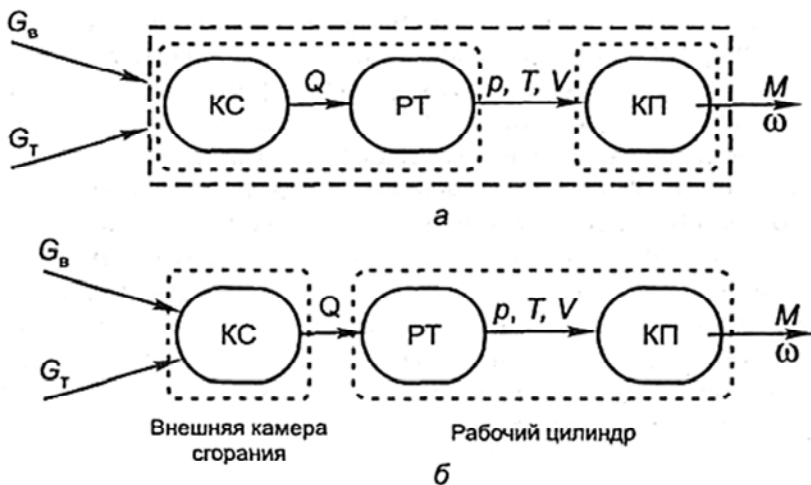 Gв
Gт
КС
Q
РТ
p, T, V
КП
M
ω
а
Gв
Gт
КС
Q
РТ
p, T, V
КП
M
ω
Внешняя камера
сгорания
Рабочий цилиндр
б